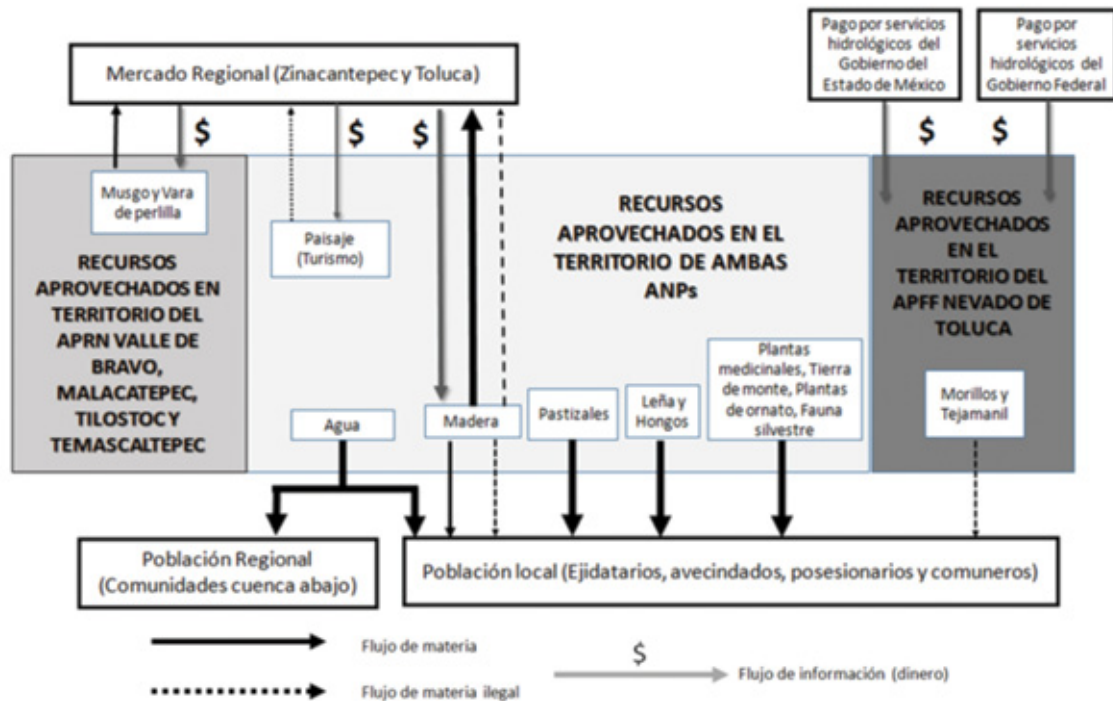 Pago por servicios
hidrológicos del
Gobierno del
Estado de México
Pago por
servicios
hidrológicos del
Gobierno Federal
Mercado Regional (Zinacantepec y Toluca)
$
$
$
$
$
Musgo y Vara
de perlilla
RECURSOS
APROVECHADOS EN
TERRITORIO DEL
APRN VALLE DE
BRAVO,
MALACATEPEC,
TILOSTOC Y
TEMASCALTEPEC
Paisaje
(Turismo)
RECURSOS
APROVECHADOS EN EL
TERRITORIO DE AMBAS
ANPs
RECURSOS
APROVECHADOS
EN EL
TERRITORIO DEL
APFF NEVADO DE
TOLUCA
Agua
Madera
Pastizales
Leña y
Hongos
Plantas
medicinales, Tierra
de monte, Plantas
de ornato, Fauna
silvestre
Morillos y
Tejamanil
Población Regional
(Comunidades cuenca abajo)
Población local (Ejidatarios, avecindados, posesionarios y comuneros)
Flujo de materia
Flujo de materia ilegal
$
Flujo de información (dinero)